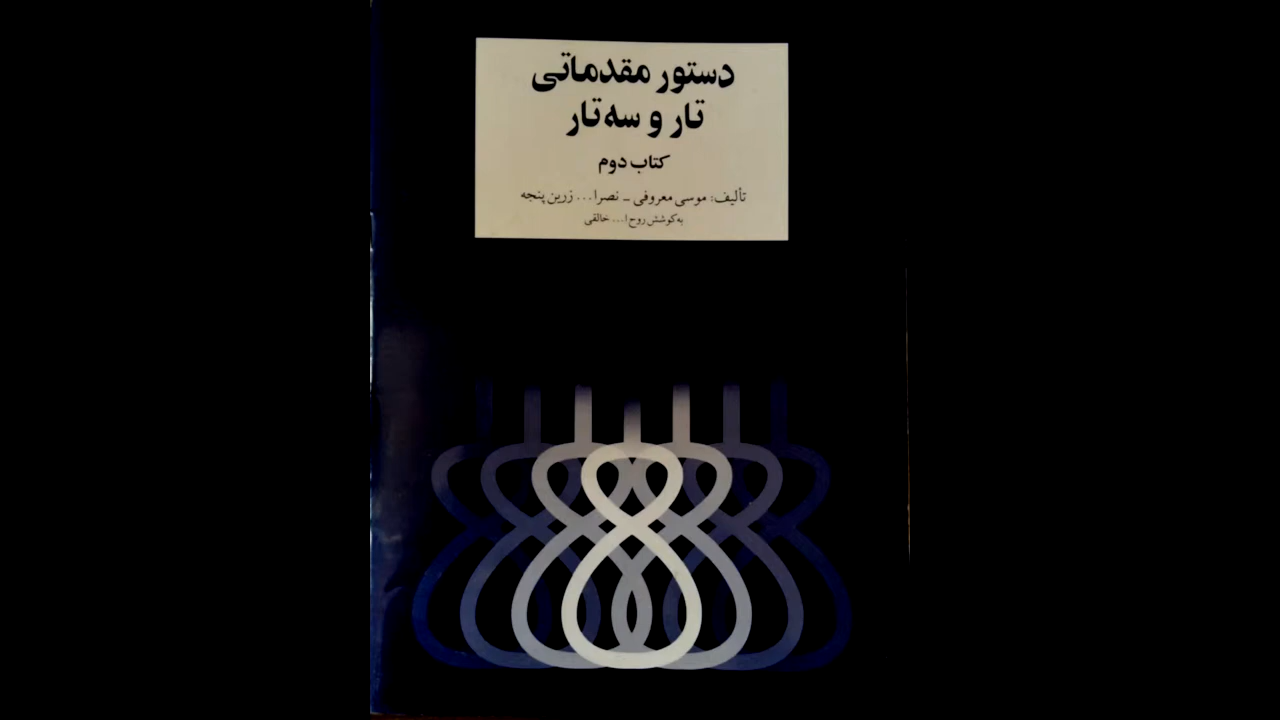 دستور مقدماتی
تار و سه‌تار
کتاب دوم
تألیف: موسی معروفی ـ نصرا... زرین پنجه
به‌کوشش روح ا... خالقی